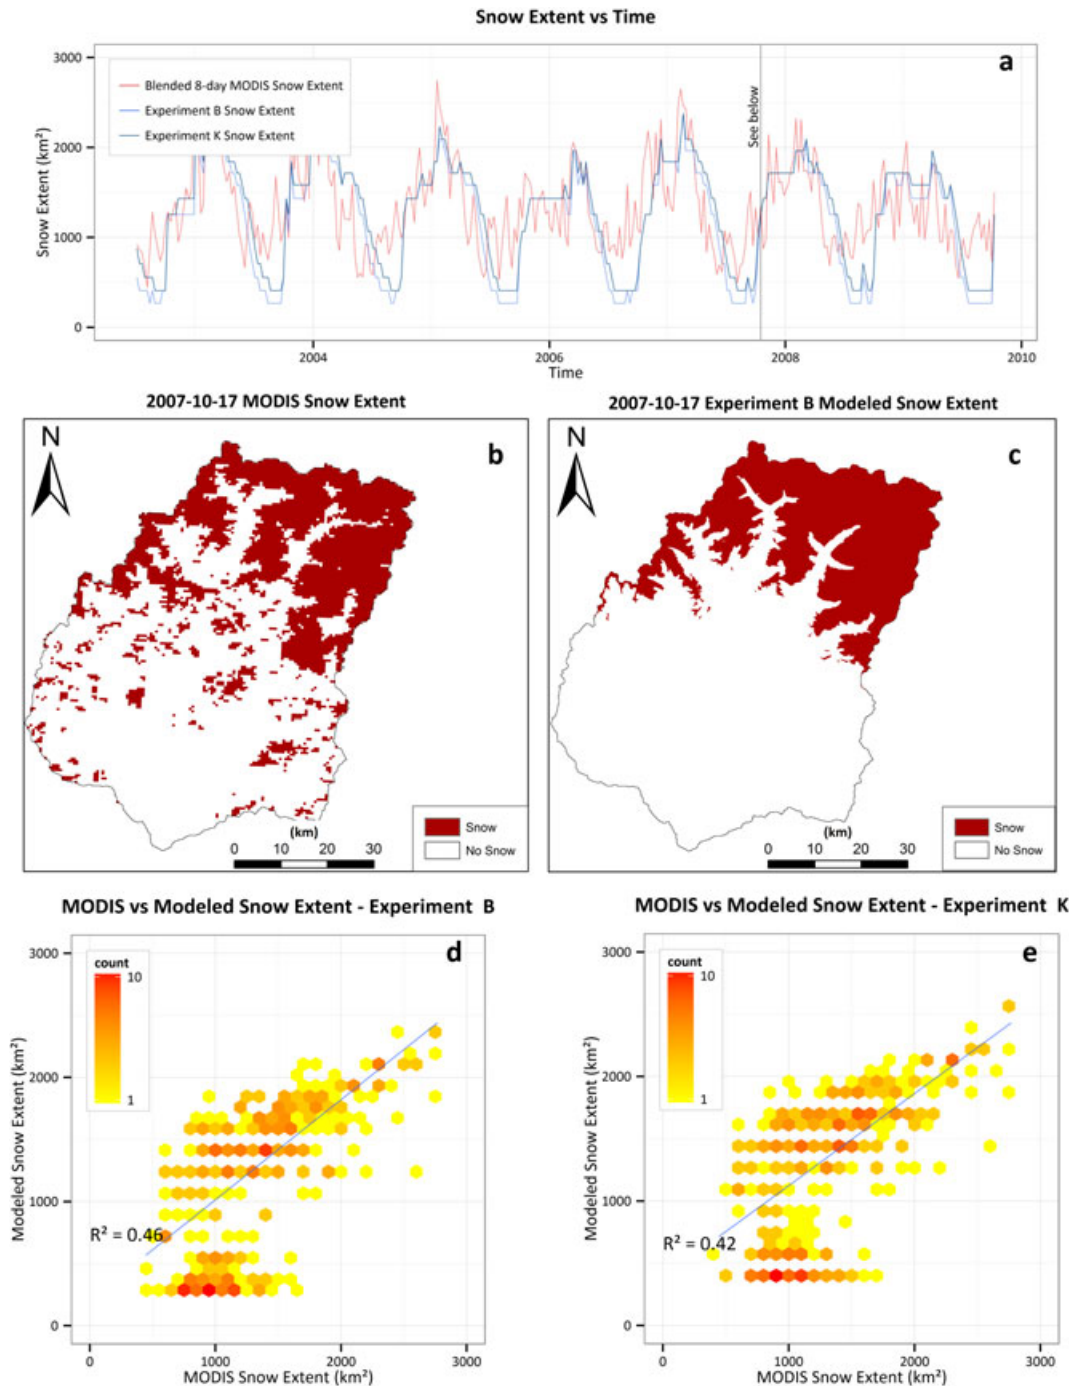 Snow Extent vs Time
a
Snow Extent (km²)
3000
2000
1000
0
Blended 8-day MODIS Snow Extent
Experiment B Snow Extent
Experiment K Snow Extent
See below
2004
2006
2008
2010
Time
2007-10-17 MODIS Snow Extent
N
b
(km)
0 10 20 30
Snow
No Snow
2007-10-17 Experiment B Modeled Snow Extent
N
c
(km)
0 10 20 30
Snow
No Snow
MODIS vs Modeled Snow Extent - Experiment B
d
count
10
1
Modeled Snow Extent (km²)
3000
2000
1000
0
R² = 0.46
0
1000
2000
3000
MODIS Snow Extent (km²)
MODIS vs Modeled Snow Extent - Experiment K
e
count
10
1
Modeled Snow Extent (km²)
3000
2000
1000
0
R² = 0.42
0
1000
2000
3000
MODIS Snow Extent (km²)